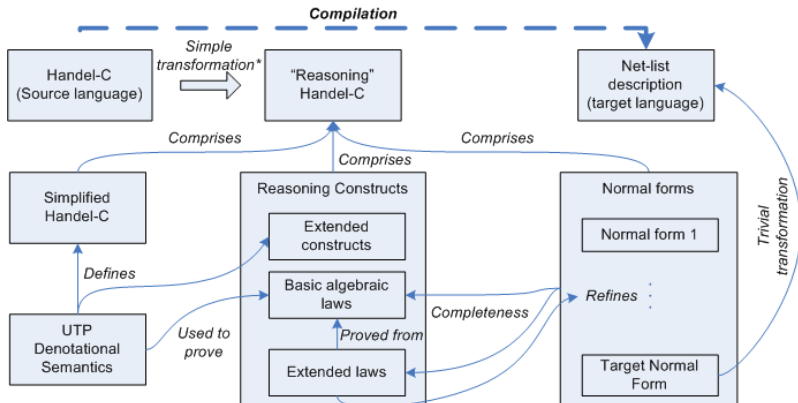 Compilation
Handel-C
(Source language)
Simple
transformation*
“Reasoning”
Handel-C
Net-list
description
(target language)
Comprises
Comprises
Comprises
Simplified
Handel-C
Reasoning Constructs
Extended
constructs
Basic algebraic
laws
Extended laws
Normal forms
Normal form 1
Refines
Target Normal
Form
Trivial
transformation
Defines
Used to
prove
Proved from
Completeness
UTP
Denotational
Semantics